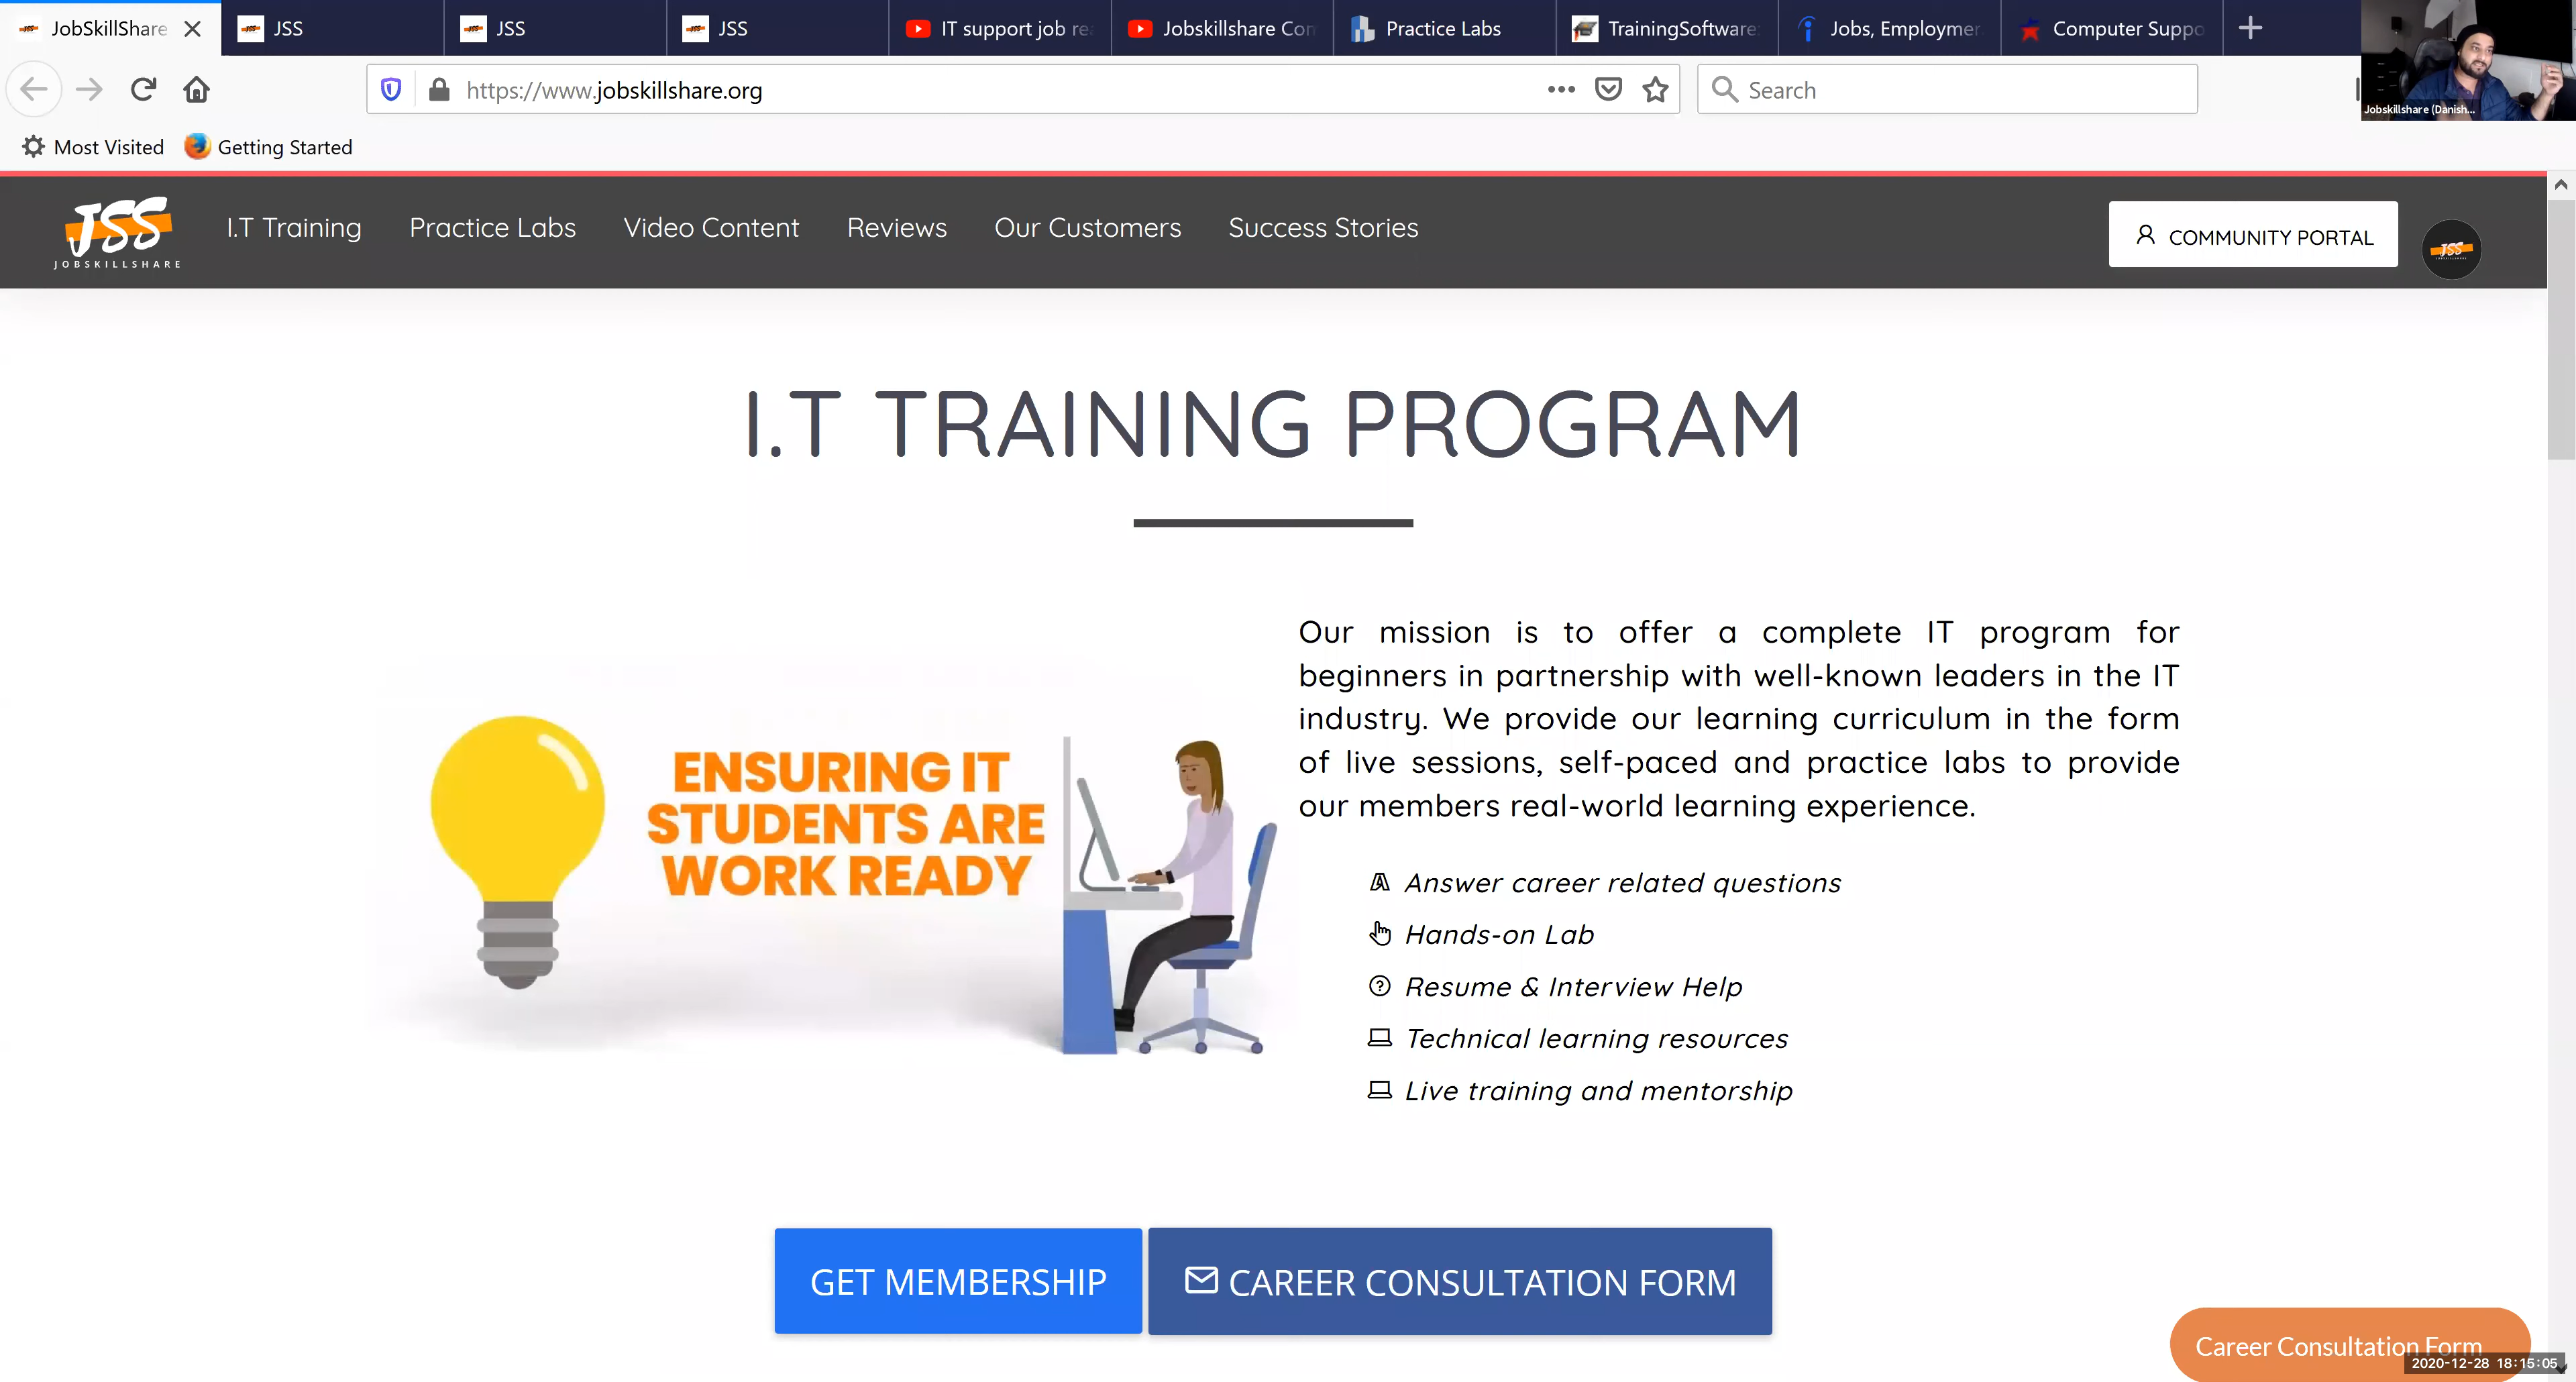 JobSkillShare
JSS
JSS
JSS
IT support job re
Jobskillshare Con
Practice Labs
TrainingSoftware
Jobs, Employmer
Computer Suppo
https://www.jobskillshare.org
Search
Jobskillshare (Danish...
Most Visited
Getting Started
JSS
JOBSKILLSHARE
I.T Training
Practice Labs
Video Content
Reviews
Our Customers
Success Stories
COMMUNITY PORTAL
JSS
I.T TRAINING PROGRAM
Our mission is to offer a complete IT program for
beginners in partnership with well-known leaders in the IT
industry. We provide our learning curriculum in the form
of live sessions, self-paced and practice labs to provide
our members real-world learning experience.
ENSURING IT
STUDENTS ARE
WORK READY
Answer career related questions
Hands-on Lab
Resume & Interview Help
Technical learning resources
Live training and mentorship
GET MEMBERSHIP
CAREER CONSULTATION FORM
Career Consultation Form
2020-12-28 18:15:05